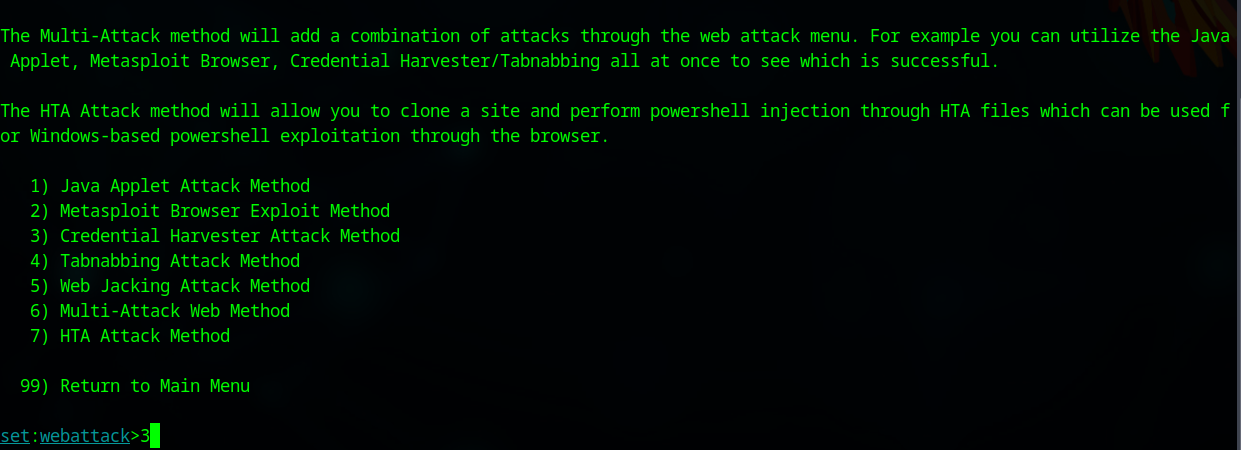 The Multi-Attack method will add a combination of attacks through the web attack menu. For example you can utilize the Java
 Applet, Metasploit Browser, Credential Harvester/Tabnabbing all at once to see which is successful.
The HTA Attack method will allow you to clone a site and perform powershell injection through HTA files which can be used f
or Windows-based powershell exploitation through the browser.
   1) Java Applet Attack Method
   2) Metasploit Browser Exploit Method
   3) Credential Harvester Attack Method
   4) Tabnabbing Attack Method
   5) Web Jacking Attack Method
   6) Multi-Attack Web Method
   7) HTA Attack Method
  99) Return to Main Menu
set:webattack>3